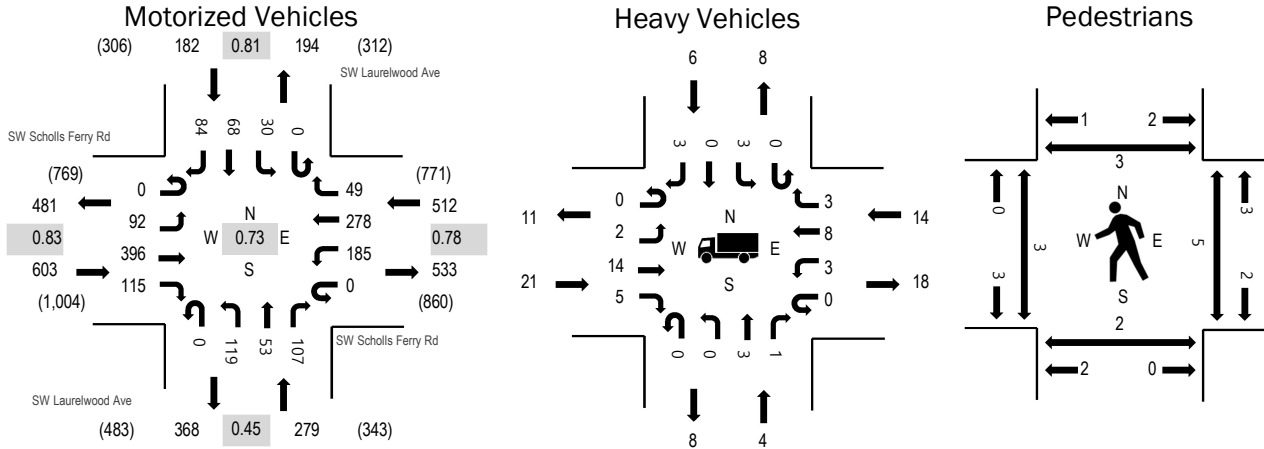 Motorized Vehicles
(306) 182 0.81 194 (312)
SW Laurelwood Ave
SW Scholls Ferry Rd
84 68 30 0
(769) 0 49 (771)
481 92 N 278 512
0.83 W 0.73 E 0.78
603 396 S 185 533
(1,004) 115 0 (860)
0 119 53 107
SW Scholls Ferry Rd
SW Laurelwood Ave
(483) 368 0.45 279 (343)
Heavy Vehicles
6 8
3 0 3 0
0 3
11 2 N 8 14
W E
21 14 S 3 18
5 0
0 0 3 1
8 4
Pedestrians
1 2
3
0 3 N 5 3
W E
3 S 2
2
2 0